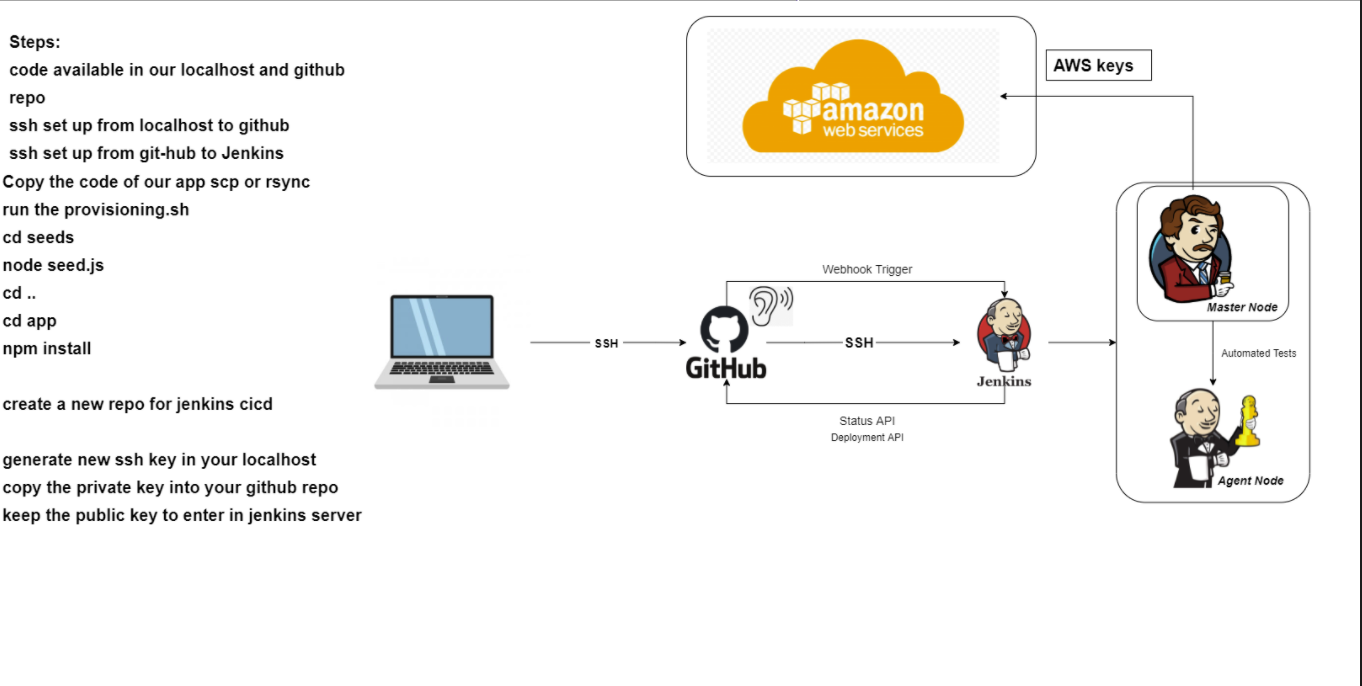 Steps:
code available in our localhost and github
repo
ssh set up from localhost to github
ssh set up from git-hub to Jenkins
Copy the code of our app scp or rsync
run the provisioning.sh
cd seeds
node seed.js
cd ..
cd app
npm install
create a new repo for jenkins cicd
generate new ssh key in your localhost
copy the private key into your github repo
keep the public key to enter in jenkins server
amazon
web services
AWS keys
Webhook Trigger
SSH
GitHub
SSH
Jenkins
Status API
Deployment API
Master Node
Automated Tests
Agent Node